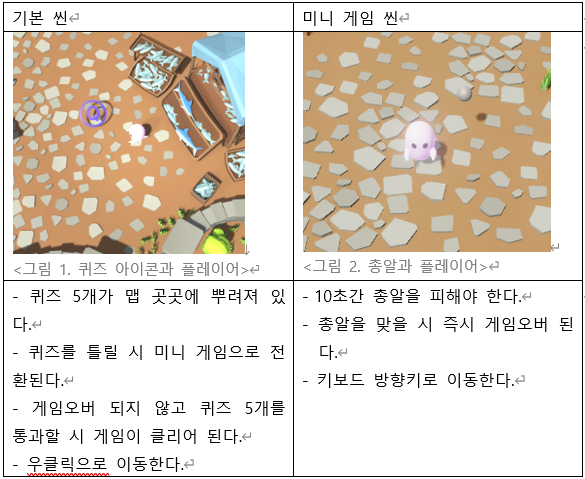 기본 씬
미니 게임 씬
<그림 1. 퀴즈 아이콘과 플레이어>
<그림 2. 총알과 플레이어>
- 퀴즈 5개가 맵 곳곳에 뿌려져 있
다.
- 퀴즈를 틀릴 시 미니 게임으로 전
환된다.
- 게임오버 되지 않고 퀴즈 5개를
통과할 시 게임이 클리어 된다.
- 우클릭으로 이동한다.
- 10초간 총알을 피해야 한다.
- 총알을 맞을 시 즉시 게임오버 된
다.
- 키보드 방향키로 이동한다.